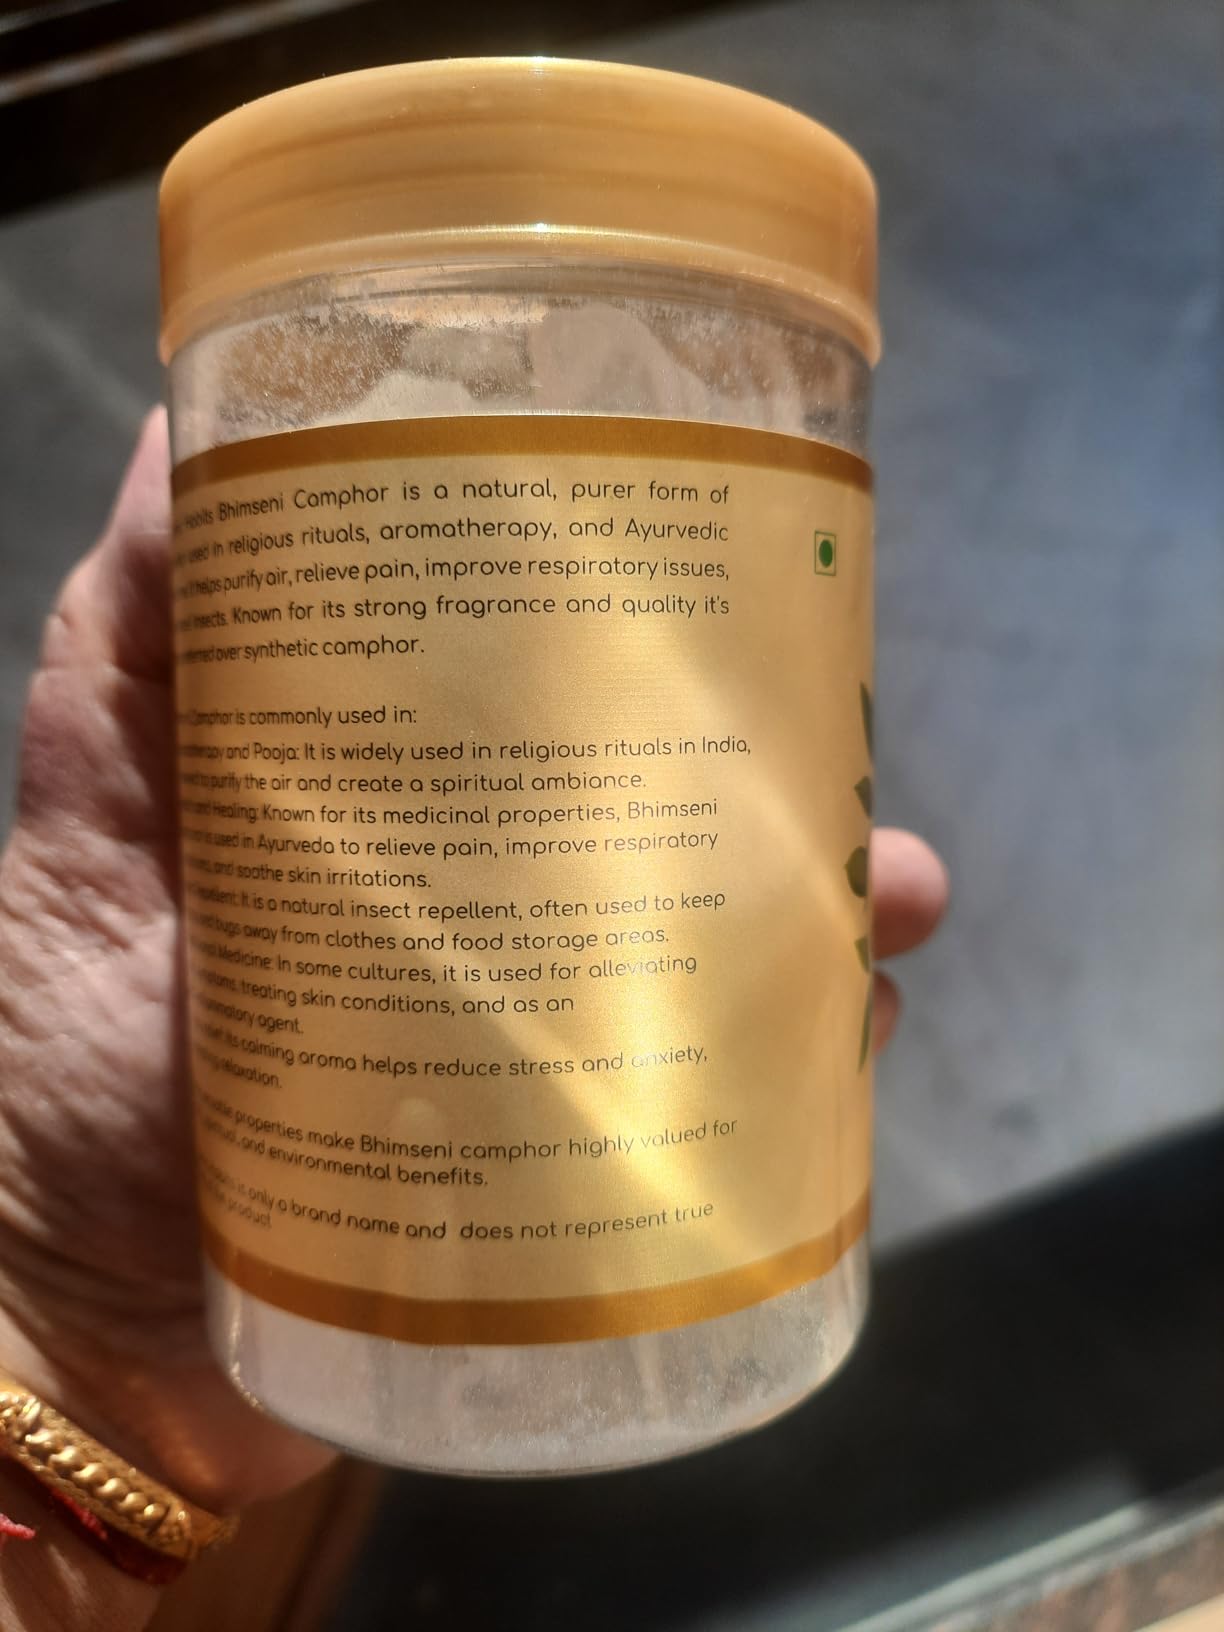 Habits Bhimseni Camphor is a natural, purer form of
used in religious rituals, aromatherapy, and Ayurvedic
It helps purify air, relieve pain, improve respiratory issues,
insects. Known for its strong fragrance and quality it's
over synthetic camphor.
Camphor is commonly used in:
and Pooja: It is widely used in religious rituals in India,
to purify the air and create a spiritual ambiance.
and Healing: Known for its medicinal properties, Bhimseni
is used in Ayurveda to relieve pain, improve respiratory
and soothe skin irritations.
Repellent: It is a natural insect repellent, often used to keep
bugs away from clothes and food storage areas.
Medicine: In some cultures, it is used for alleviating
treating skin conditions, and as an
agent.
its calming aroma helps reduce stress and anxiety,
relaxation.
properties make Bhimseni camphor highly valued for
and environmental benefits.
is only a brand name and does not represent true
product